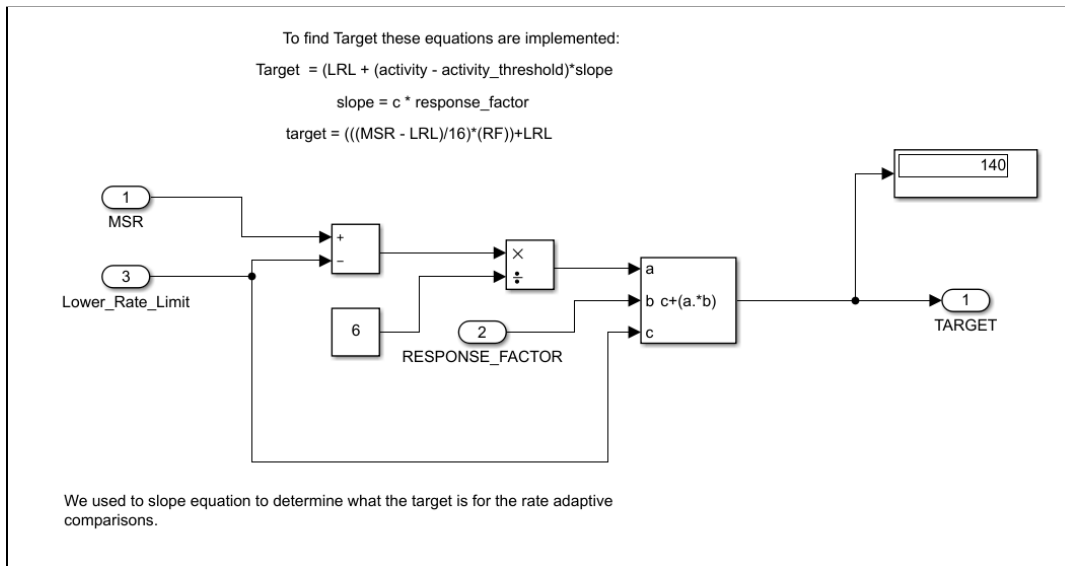 To find Target these equations are implemented:
Target = (LRL + (activity - activity_threshold)*slope
slope = c * response_factor
target = (((MSR - LRL)/16)*(RF))+LRL
140
1
MSR
+
−
×
÷
3
Lower_Rate_Limit
a
b c+(a.*b)
c
1
TARGET
6
2
RESPONSE_FACTOR
We used to slope equation to determine what the target is for the rate adaptive
comparisons.